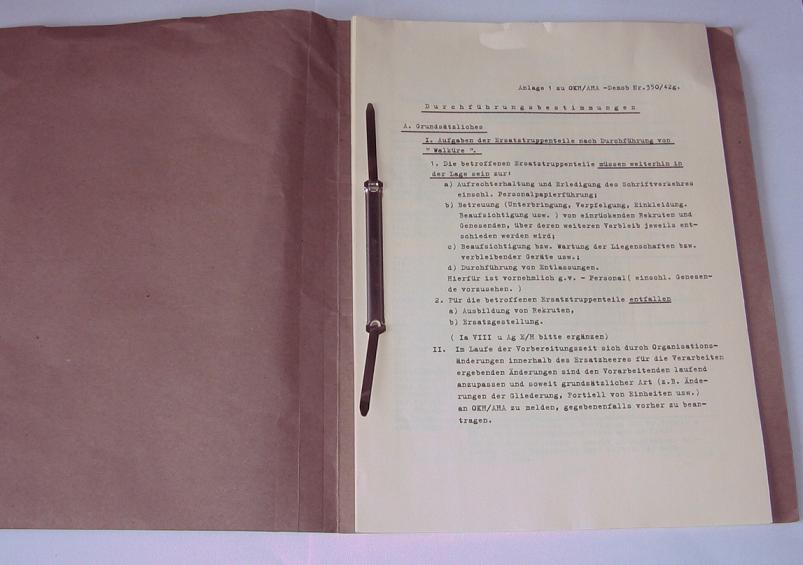 Anlage 1 zu OKH/AHA -Demob Nr.350/42g.
Durchführungsbestimmungen
A. Grundsätzliches
I. Aufgaben der Ersatztruppenteile nach Durchführung von
" Walküre ".
1. Die betroffenen Ersatztruppenteile müssen weiterhin in
der Lage sein zur:
a) Aufrechterhaltung und Erledigung des Schriftverkehres
einschl. Personalpapierführung;
b) Betreuung (Unterbringung, Verpfelgung, Einkleidung.
Beaufsichtigung usw. ) von einrückenden Rekruten und
Genesenden, über deren weiteren Verbleib jeweils ent-
schieden werden wird;
c) Beaufsichtigung bzw. Wartung der Liegenschaften bzw.
verbleibender Geräte usw.;
d) Durchführung von Entlassungen.
Hierfür ist vornehmlich g.v. - Personal( einschl. Genesen-
de vorzusehen. )
2. Für die betroffenen Ersatztruppenteile entfallen
a) Ausbildung von Rekruten,
b) Ersatzgestellung.
( Ia VIII u Ag E/H bitte ergänzen)
II. Im Laufe der Vorbereitungszeit sich durch Organisations-
änderungen innerhalb des Ersatzheeres für die Verarbeiten
ergebenden Änderungen sind den Vorarbeitenden laufend
anzupassen und soweit grundsätzlicher Art (z.B. Ände-
rungen der Gliederung, Fortiell von Einheiten usw.)
an OKH/AHA zu melden, gegebenenfalls vorher zu bean-
tragen.